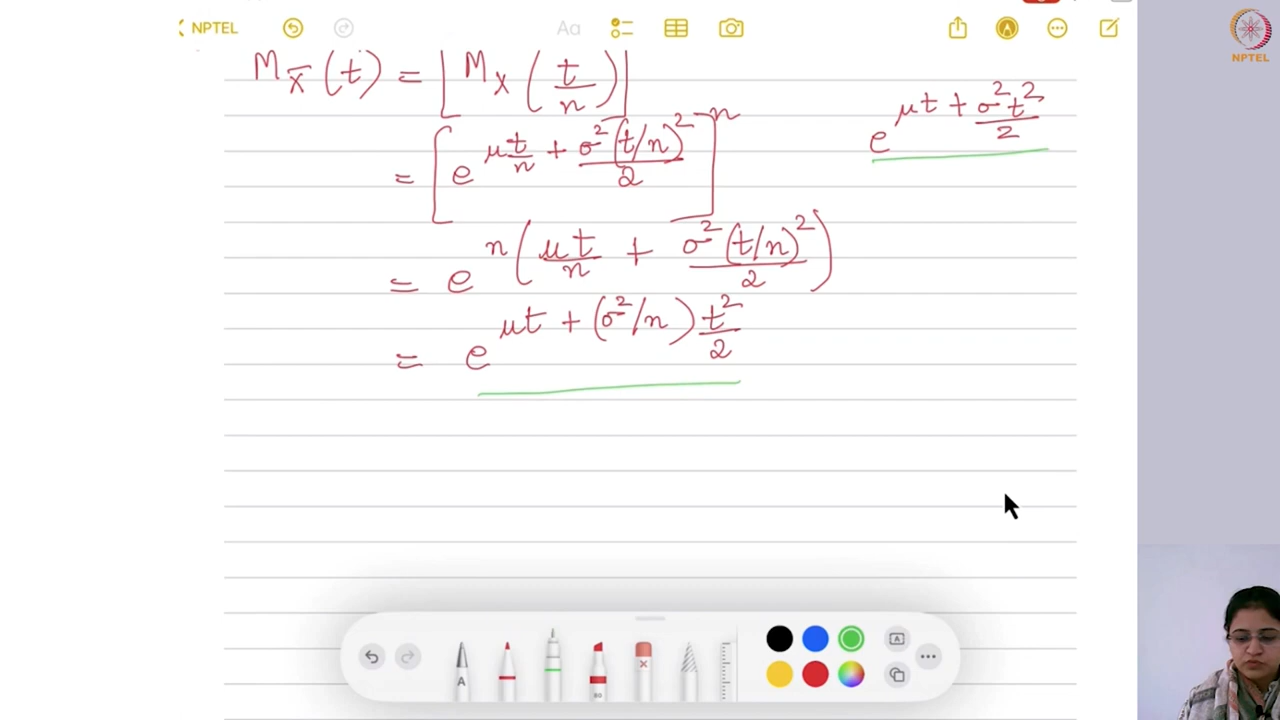 NPTEL
Aa
NPTEL
M_X̄(t) = [M_X(t/n)]
= [e^{μt/n + σ²(t/n)²/2}]^n
e^{μt + σ²t²/2}
= e^{n(μt/n + σ²(t/n)²/2)}
= e^{μt + (σ²/n)t²/2}
A
80
A